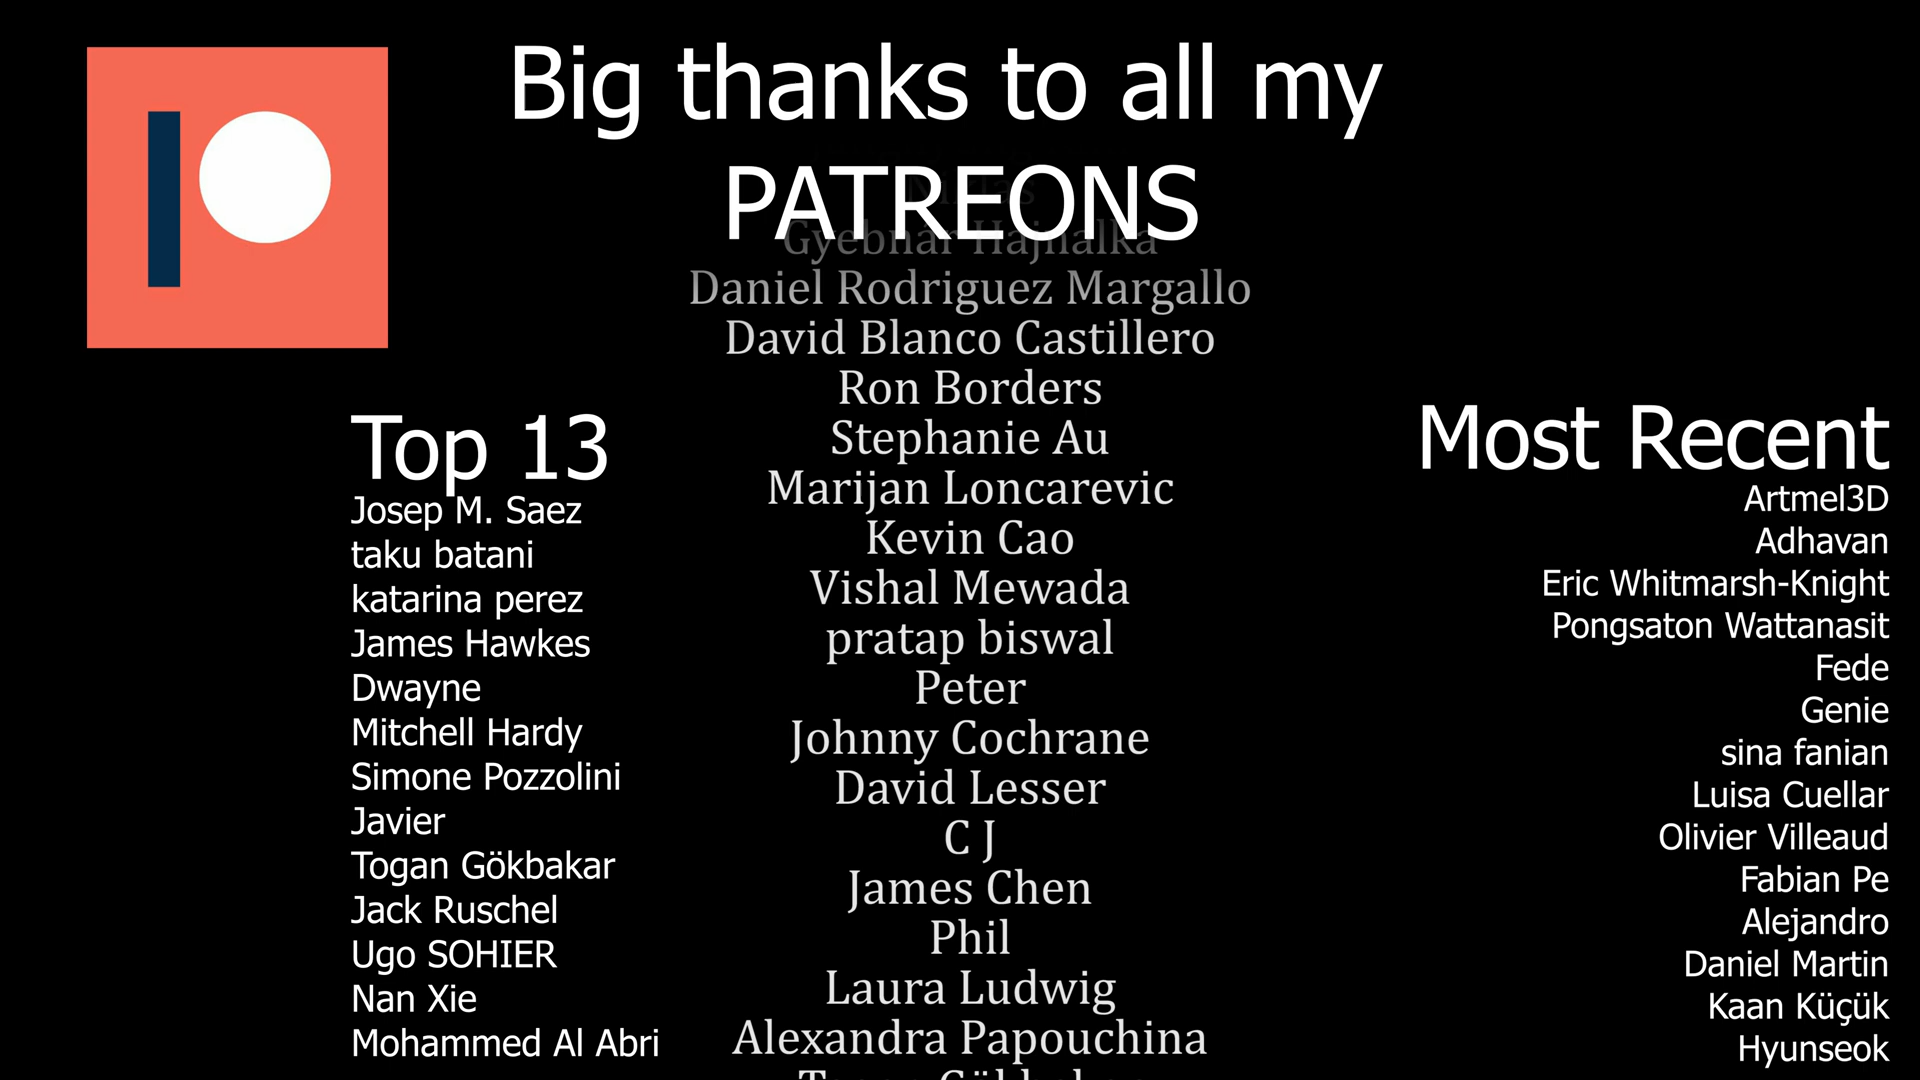 Big thanks to all my
PATREONS
Gyebnar Hajnalka
Daniel Rodriguez Margallo
David Blanco Castillero
Ron Borders
Stephanie Au
Marijan Loncarevic
Kevin Cao
Vishal Mewada
pratap biswal
Peter
Johnny Cochrane
David Lesser
C J
James Chen
Phil
Laura Ludwig
Alexandra Papouchina
Top 13
Josep M. Saez
taku batani
katarina perez
James Hawkes
Dwayne
Mitchell Hardy
Simone Pozzolini
Javier
Togan Gökbakar
Jack Ruschel
Ugo SOHIER
Nan Xie
Mohammed Al Abri
Most Recent
Artmel3D
Adhavan
Eric Whitmarsh-Knight
Pongsaton Wattanasit
Fede
Genie
sina fanian
Luisa Cuellar
Olivier Villeaud
Fabian Pe
Alejandro
Daniel Martin
Kaan Küçük
Hyunseok